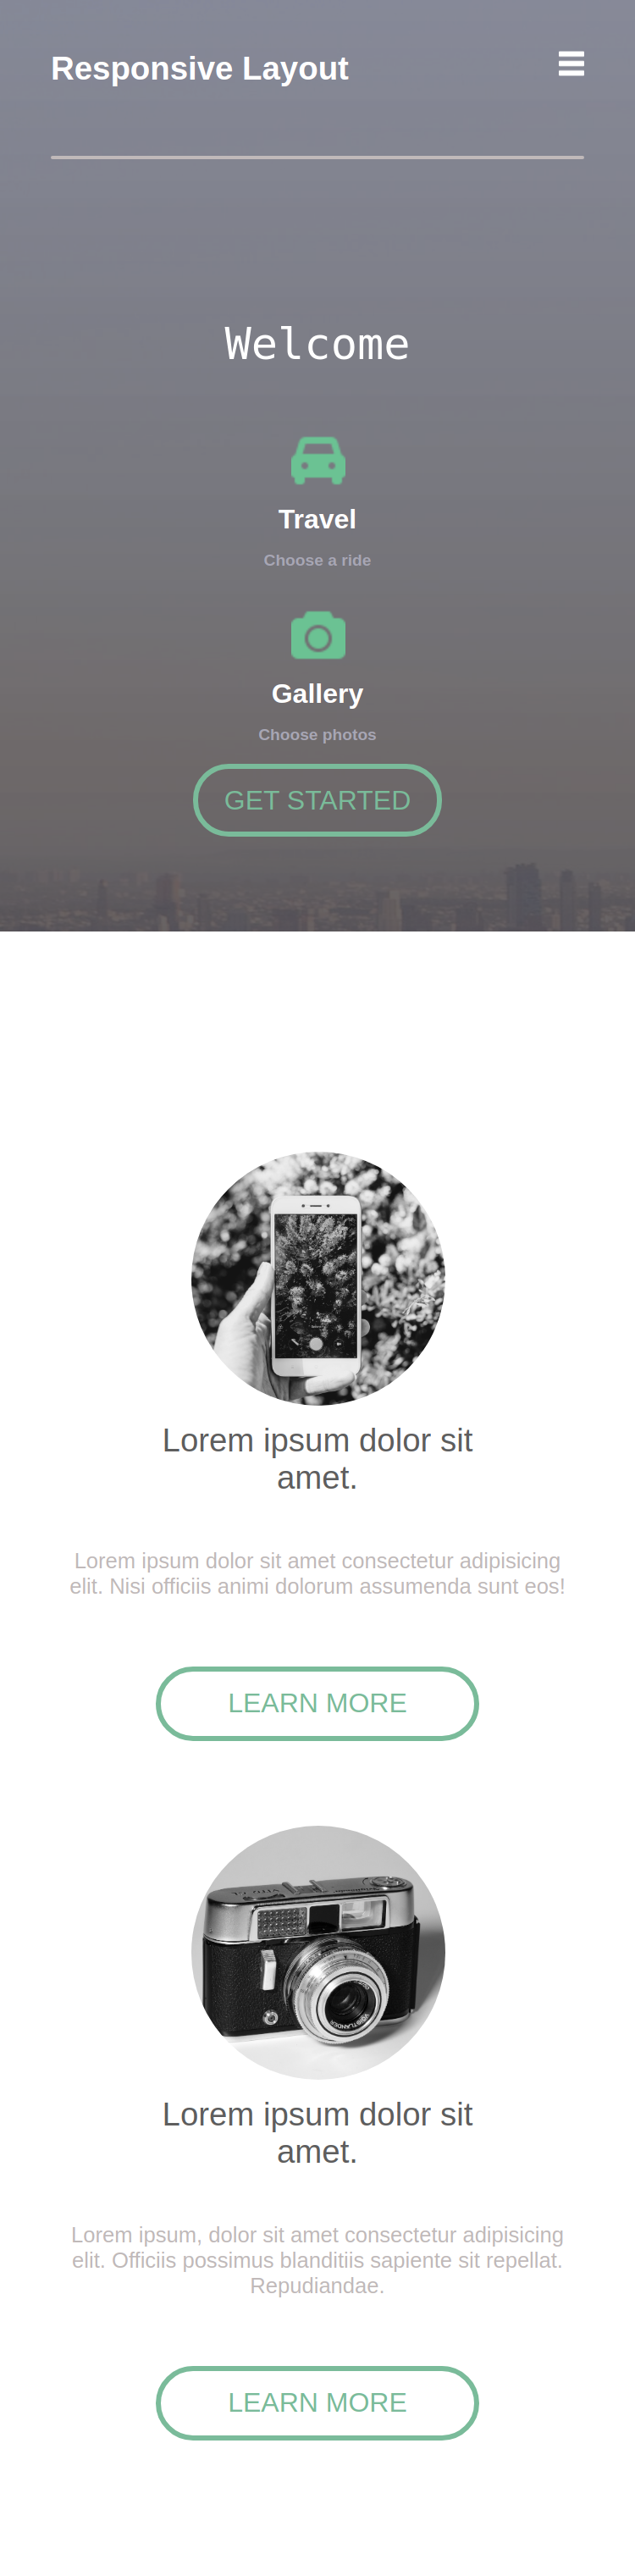 Responsive Layout
Welcome
Travel
Choose a ride
Gallery
Choose photos
GET STARTED
Lorem ipsum dolor sit
amet.
Lorem ipsum dolor sit amet consectetur adipisicing
elit. Nisi officiis animi dolorum assumenda sunt eos!
LEARN MORE
Lorem ipsum dolor sit
amet.
Lorem ipsum, dolor sit amet consectetur adipisicing
elit. Officiis possimus blanditiis sapiente sit repellat.
Repudiandae.
LEARN MORE